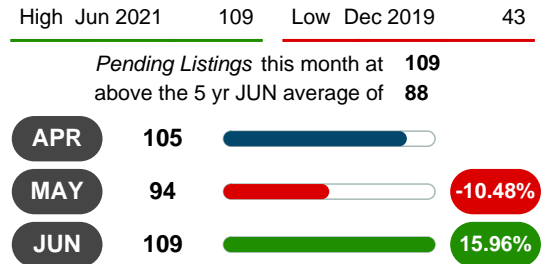 High Jun 2021 109 Low Dec 2019 43
Pending Listings this month at 109
above the 5 yr JUN average of 88
APR 105
MAY 94 -10.48%
JUN 109 15.96%